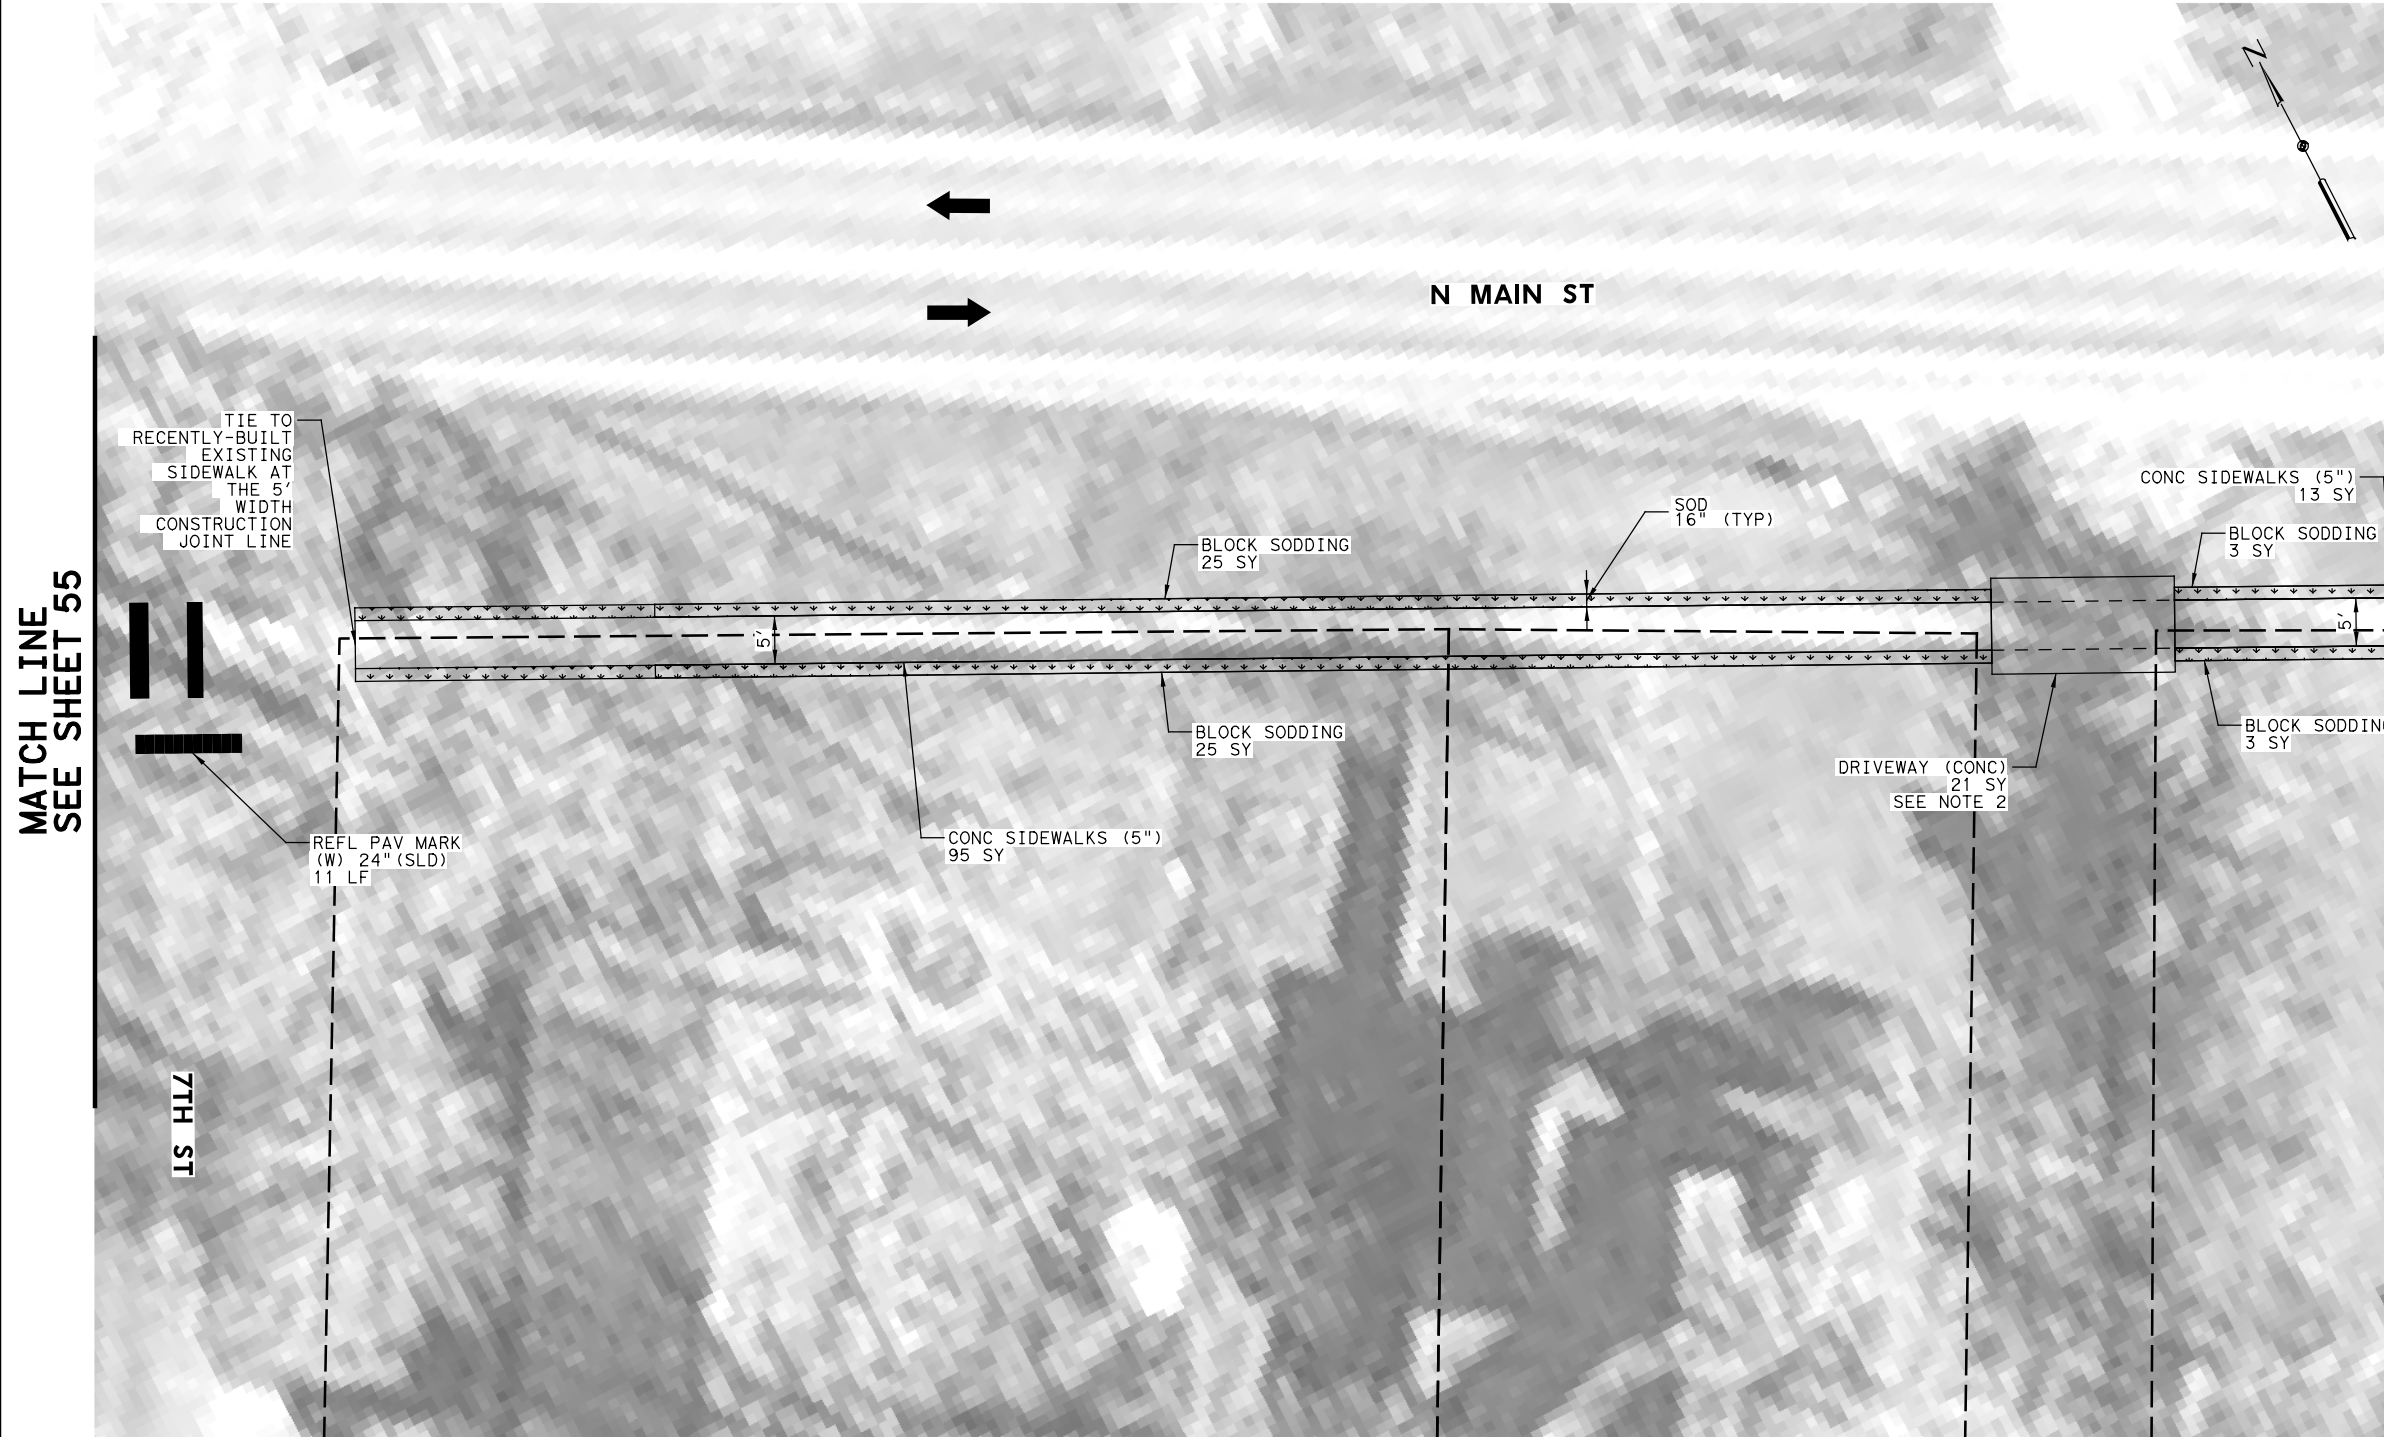 N
N MAIN ST
TIE TO
RECENTLY-BUILT
EXISTING
SIDEWALK AT
THE 5'
WIDTH
CONSTRUCTION
JOINT LINE
MATCH LINE
SEE SHEET 55
BLOCK SODDING
25 SY
SOD
16" (TYP)
CONC SIDEWALKS (5")
13 SY
BLOCK SODDING
3 SY
5'
5'
BLOCK SODDING
25 SY
BLOCK SODDING
3 SY
DRIVEWAY (CONC)
21 SY
SEE NOTE 2
CONC SIDEWALKS (5")
95 SY
REFL PAV MARK
(W) 24"(SLD)
11 LF
7TH ST